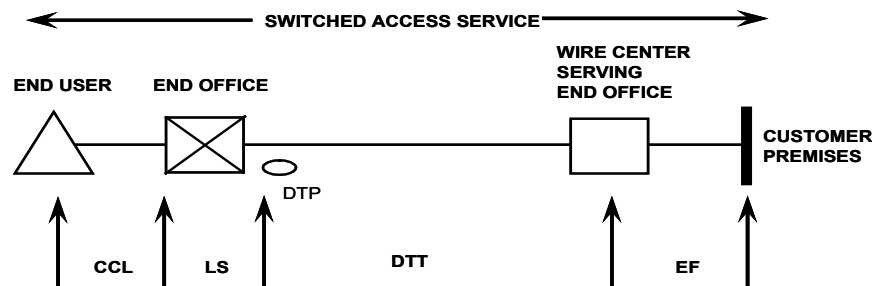 SWITCHED ACCESS SERVICE
WIRE CENTER
SERVING
END OFFICE
END USER
END OFFICE
CUSTOMER
PREMISES
DTP
CCL
LS
DTT
EF